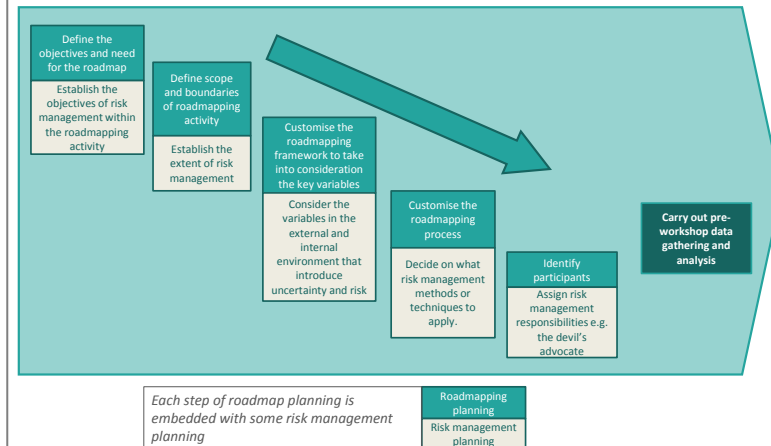 Define the
objectives and need
for the roadmap
Establish the
objectives of risk
management within
the roadmapping
activity
Define scope
and boundaries
of roadmapping
activity
Establish the
extent of risk
management
Customise the
roadmapping
framework to take
into consideration
the key variables
Consider the
variables in the
external and
internal
environment that
introduce
uncertainty and risk
Customise the
roadmapping
process
Decide on what
risk management
methods or
techniques to
apply.
Identify
participants
Assign risk
management
responsibilities e.g.
the devil's
advocate
Carry out pre-
workshop data
gathering and
analysis
Each step of roadmap planning is
embedded with some risk management
planning
Roadmapping
planning
Risk management
planning